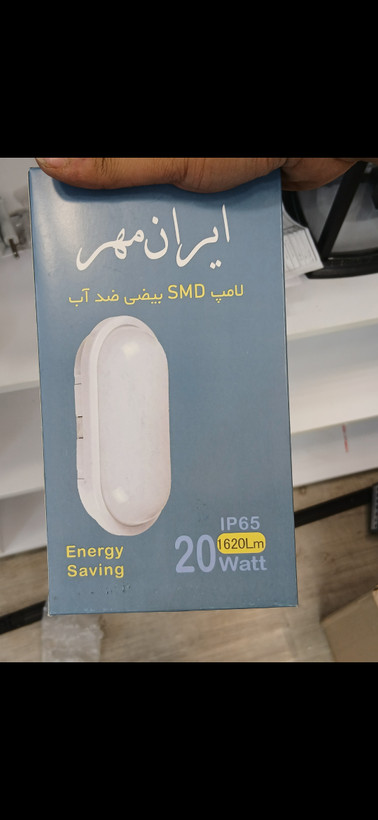 ایران مهر
لامپ SMD بیضی ضد آب
IP65
1620Lm
20 Watt
Energy
Saving